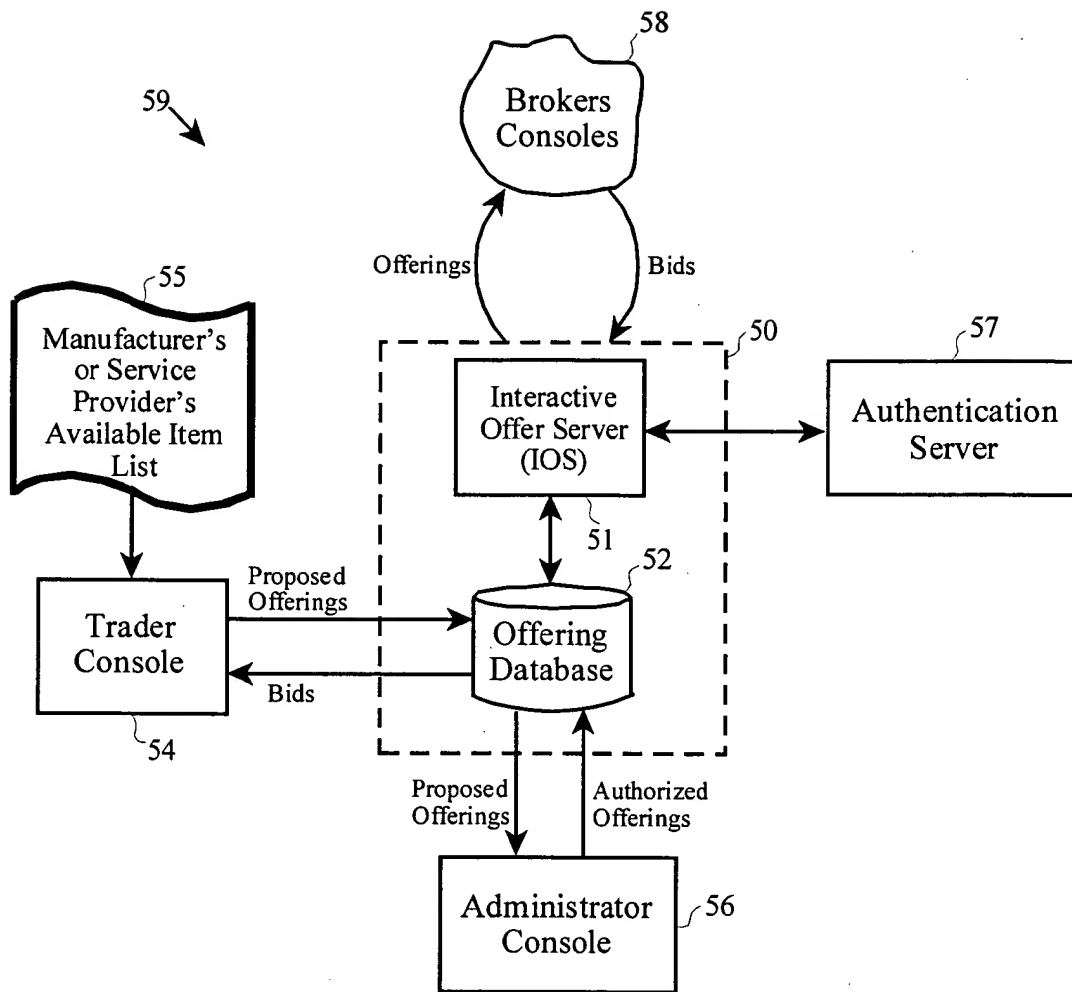 58
Brokers
Consoles
59
Offerings
Bids
55
Manufacturer's
or Service
Provider's
Available Item
List
50
57
Interactive
Offer Server
(IOS)
Authentication
Server
51
52
Proposed
Offerings
Trader
Console
Offering
Database
Bids
54
Proposed
Offerings
Authorized
Offerings
Administrator
Console
56